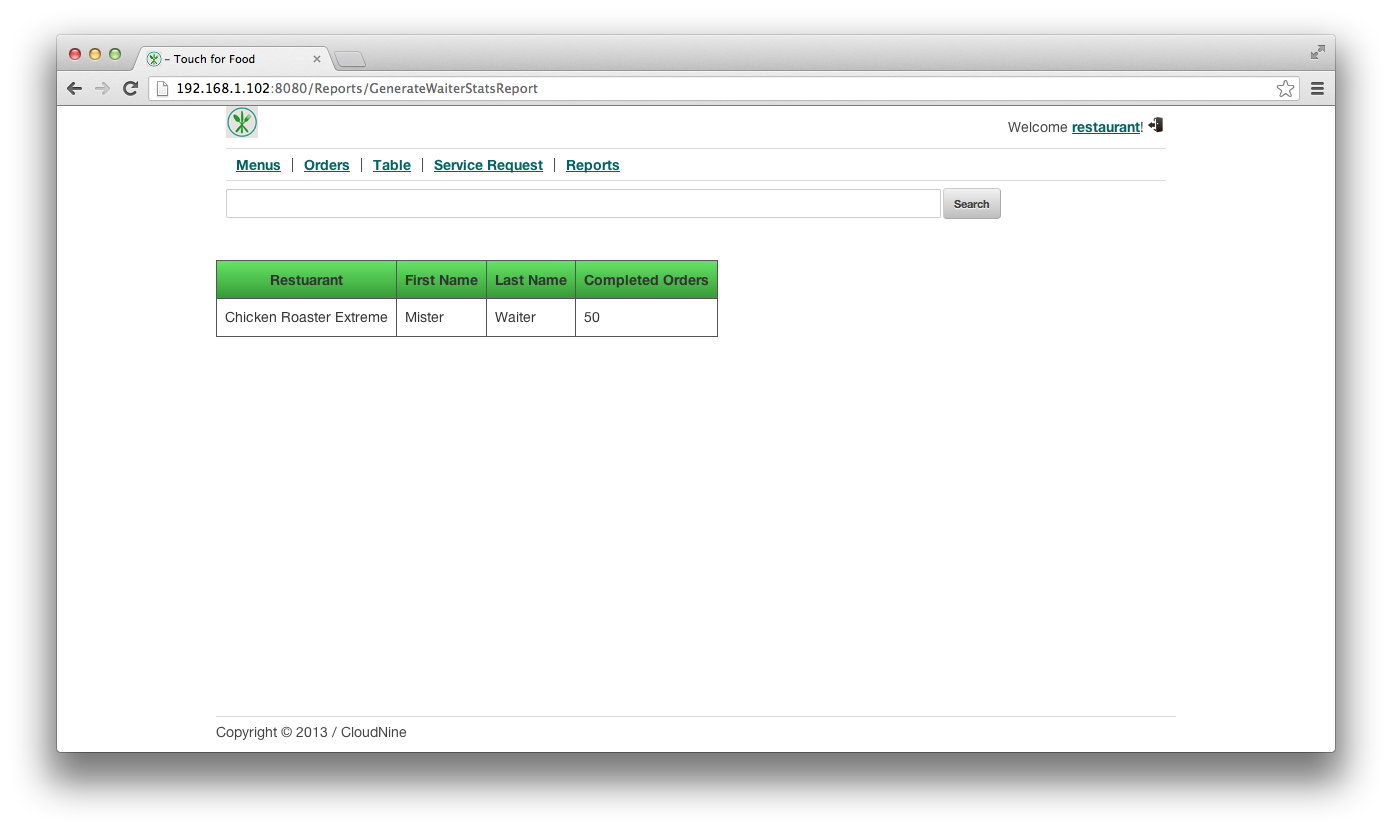 – Touch for Food
192.168.1.102:8080/Reports/GenerateWaiterStatsReport
Welcome restaurant!
Menus | Orders | Table | Service Request | Reports
Search
Restuarant First Name Last Name Completed Orders
Chicken Roaster Extreme Mister Waiter 50
Copyright © 2013 / CloudNine